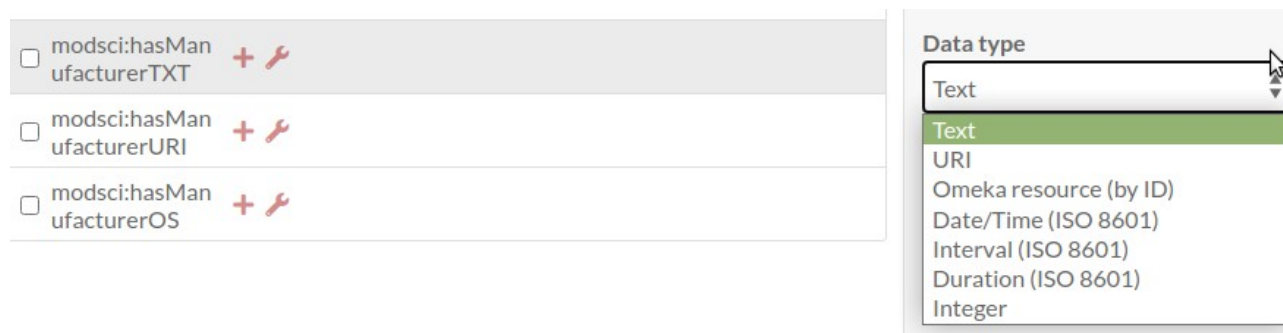 modsci:hasMan
ufacturerTXT
modsci:hasMan
ufacturerURI
modsci:hasMan
ufacturerOS
Data type
Text
Text
URI
Omeka resource (by ID)
Date/Time (ISO 8601)
Interval (ISO 8601)
Duration (ISO 8601)
Integer